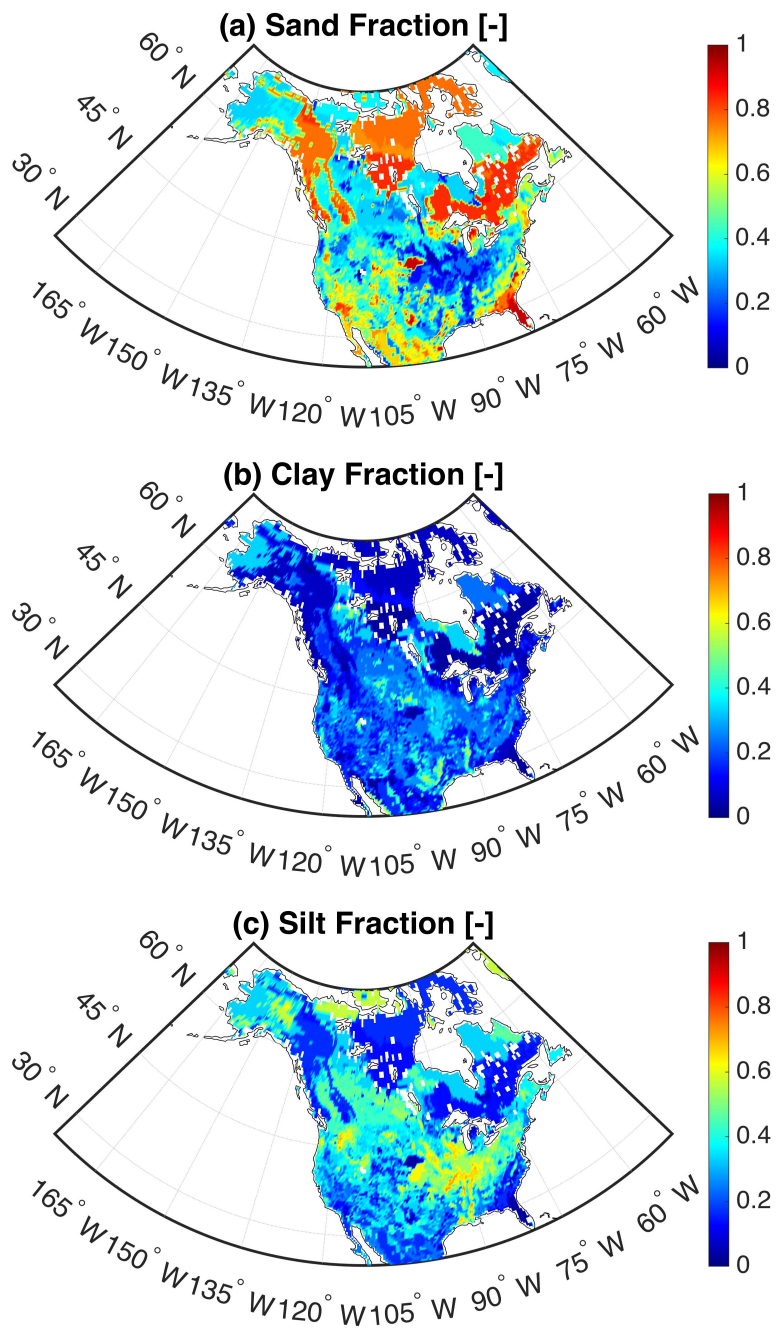 (a) Sand Fraction [-]
60° N
45° N
30° N
165° W
150° W
135° W
120° W
105° W
90° W
75° W
60° W
1
0.8
0.6
0.4
0.2
0
(b) Clay Fraction [-]
60° N
45° N
30° N
165° W
150° W
135° W
120° W
105° W
90° W
75° W
60° W
1
0.8
0.6
0.4
0.2
0
(c) Silt Fraction [-]
60° N
45° N
30° N
165° W
150° W
135° W
120° W
105° W
90° W
75° W
60° W
1
0.8
0.6
0.4
0.2
0